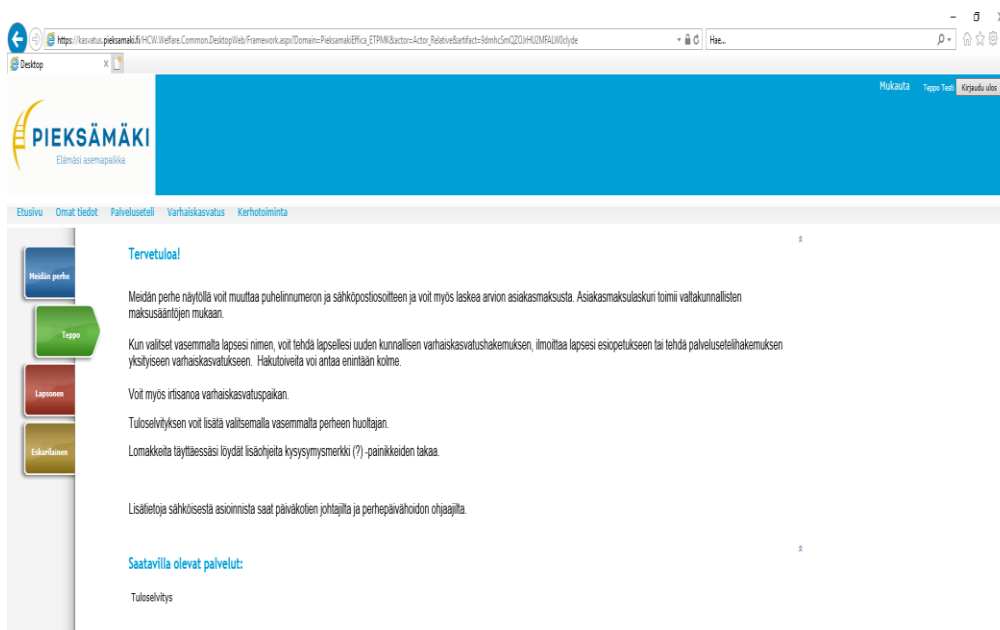 https://kasvatus.pieksamaki.fi/HCW.Welfare.Common.DesktopWeb/Framework.aspx?Domain=PieksamakiEffica_ETPMK&actor=Actor_Relative&artifact=
Hae...
Desktop
Mukauta
Teppo Testi
Kirjaudu ulos
PIEKSÄMÄKI
Elämäsi asemapaikka
Etusivu Omat tiedot Palveluseteli Varhaiskasvatus Kerhotoiminta
Meidän perhe
Teppo
Lapsonen
Eskarilainen
Tervetuloa!
Meidän perhe näytöllä voit muuttaa puhelinnumeron ja sähköpostiosoitteen ja voit myös laskea arvion asiakasmaksusta. Asiakasmaksulaskuri toimii valtakunnallisten
maksusääntöjen mukaan.
Kun valitset vasemmalta lapsesi nimen, voit tehdä lapsellesi uuden kunnallisen varhaiskasvatushakemuksen, ilmoittaa lapsesi esiopetukseen tai tehdä palvelusetelihakemuksen
yksityiseen varhaiskasvatukseen. Hakutoiveita voi antaa enintään kolme.
Voit myös irtisanoa varhaiskasvatuspaikan.
Tuloselvityksen voit lisätä valitsemalla vasemmalta perheen huoltajan.
Lomakkeita täyttäessäsi löydät lisäohjeita kysysymysmerkki (?) -painikkeiden takaa.
Lisätietoja sähköisestä asioinnista saat päiväkotien johtajilta ja perhepäivähoidon ohjaajilta.
Saatavilla olevat palvelut:
Tuloselvitys